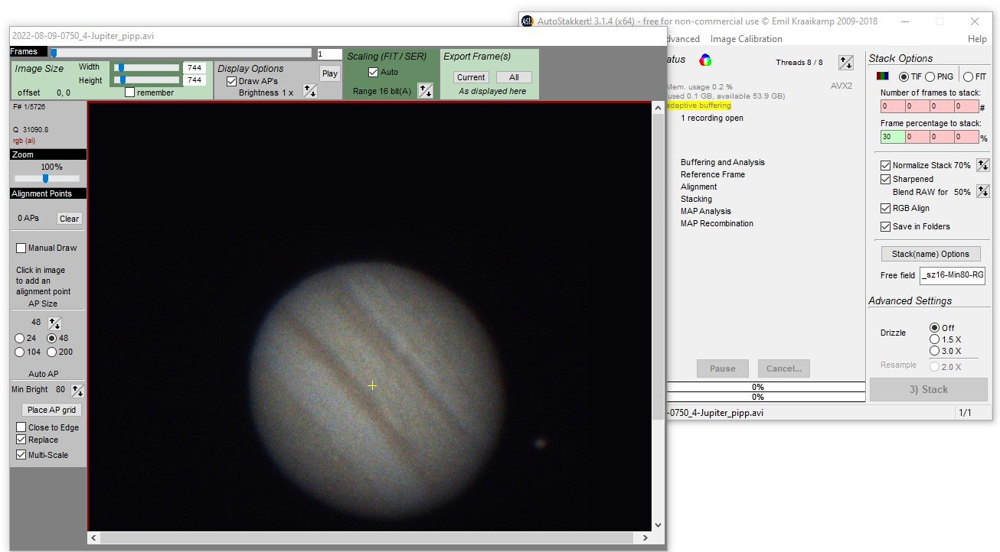 AutoStakkert! 3.1.4 (x64) - free for non-commercial use © Emil Kraaikamp 2009-2018
2022-08-09-0750_4-Jupiter_pipp.avi
Frames
1
Image Size
Width
744
Height
744
offset 0, 0
remember
Display Options
Play
Draw AP's
Brightness 1 x
Scaling (FIT / SER)
Auto
Range 16 bit(A)
Export Frame(s)
Current
All
As displayed here
F# 1/5726
Q 31090.8
rgb (ai)
Zoom
100%
Alignment Points
0 APs
Clear
Manual Draw
Click in image
to add an
alignment point
AP Size
48
24
48
104
200
Auto AP
Min Bright 80
Place AP grid
Close to Edge
Replace
Multi-Scale
dvanced
Image Calibration
Help
atus
Threads 8 / 8
Mem. usage 0.2 %
AVX2
used 0.1 GB, available 53.9 GB)
adaptive buffering
1 recording open
Buffering and Analysis
Reference Frame
Alignment
Stacking
MAP Analysis
MAP Recombination
Pause
Cancel...
0%
0%
-0750_4-Jupiter_pipp.avi
1/1
Stack Options
TIF
PNG
FIT
Number of frames to stack:
0 0 0 0 #
Frame percentage to stack:
30 0 0 0 %
Normalize Stack 70%
Sharpened
Blend RAW for 50%
RGB Align
Save in Folders
Stack(name) Options
Free field _sz16-Min80-RG
Advanced Settings
Drizzle
Off
1.5 X
3.0 X
Resample
2.0 X
3) Stack